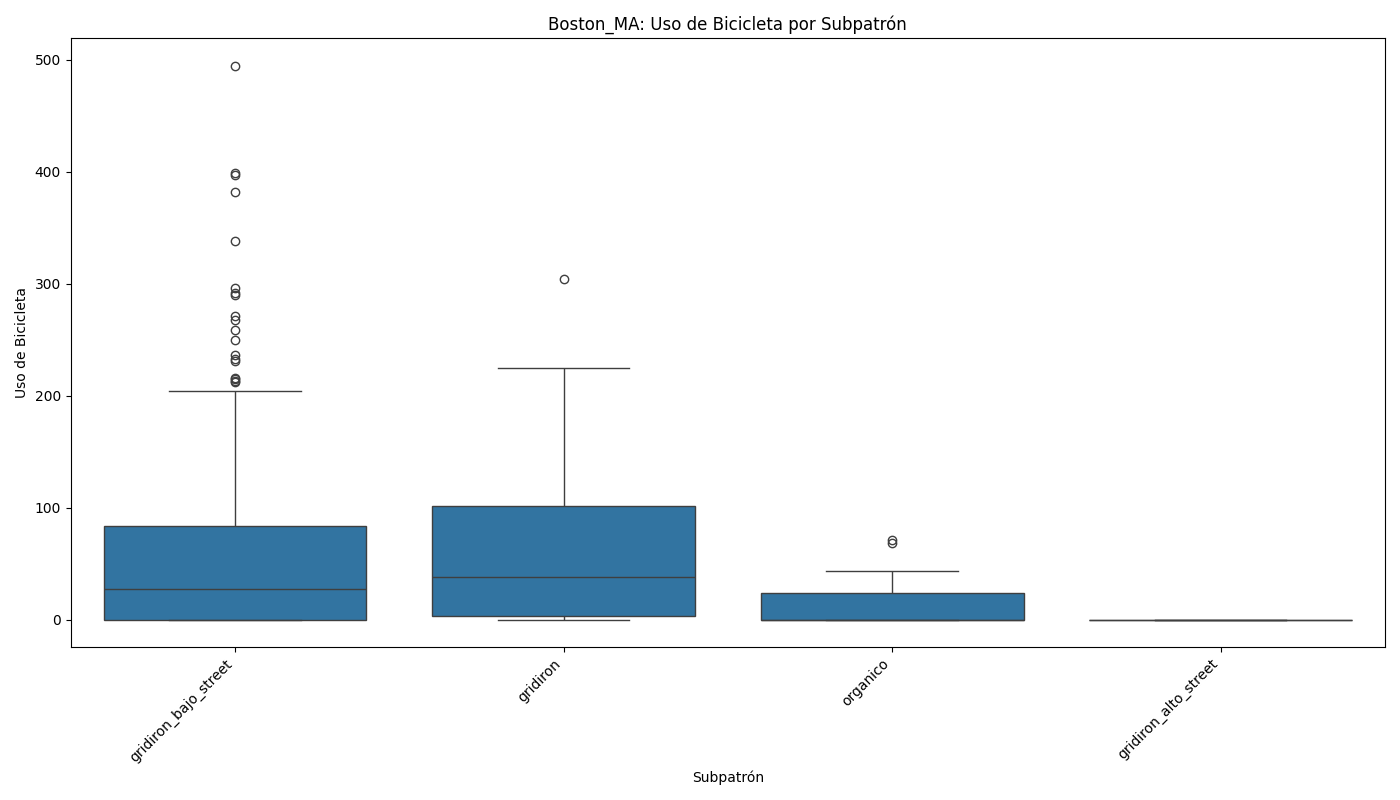 Boston_MA: Uso de Bicicleta por Subpatrón
500
400
300
200
100
0
Uso de Bicicleta
gridiron_bajo_street
gridiron
organico
gridiron_alto_street
Subpatrón